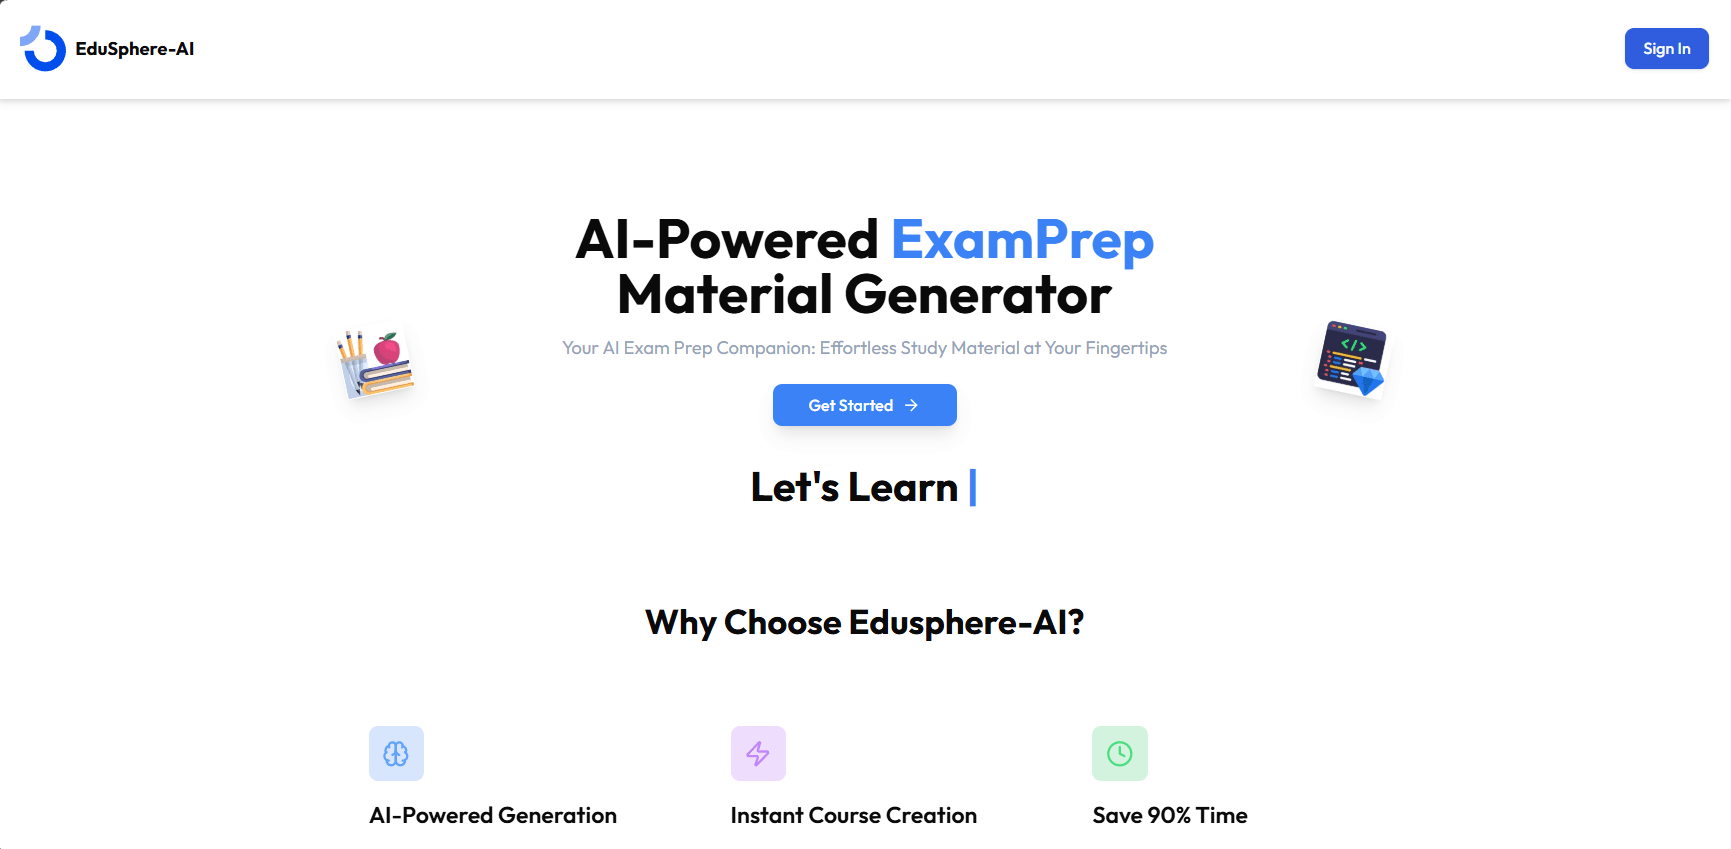 EduSphere-AI
Sign In
AI-Powered ExamPrep
Material Generator
Your AI Exam Prep Companion: Effortless Study Material at Your Fingertips
Get Started →
Let's Learn |
Why Choose Edusphere-AI?
AI-Powered Generation
Instant Course Creation
Save 90% Time